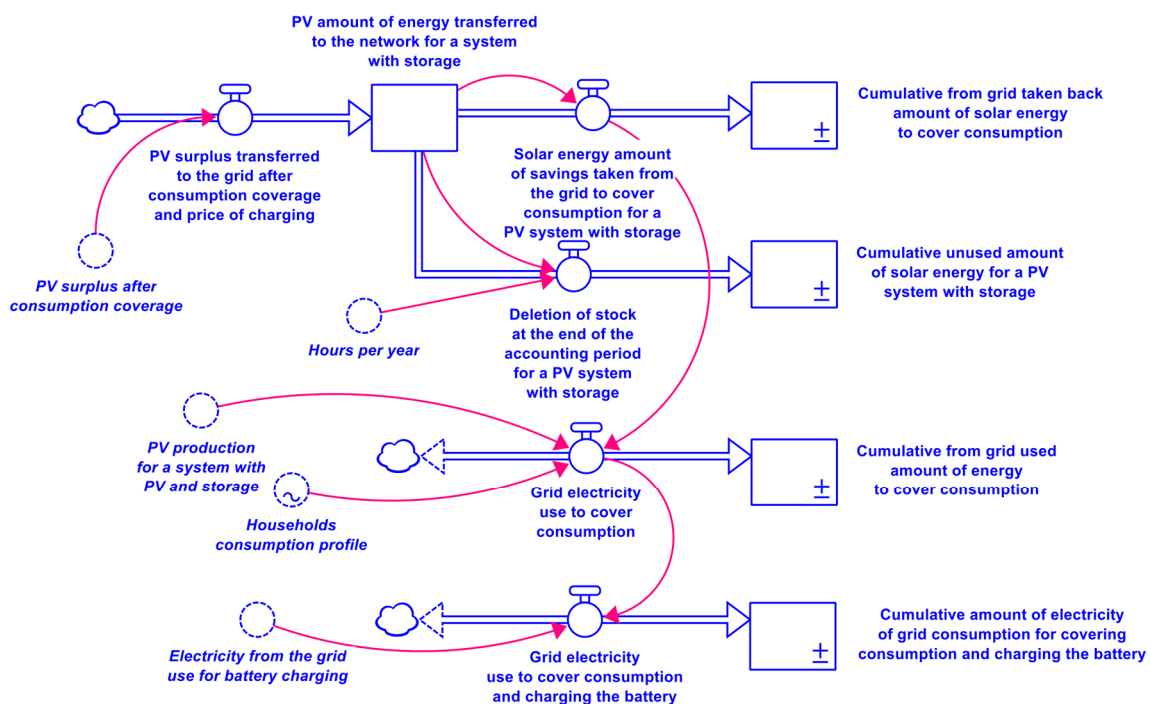 PV amount of energy transferred
to the network for a system
with storage
Cumulative from grid taken back
amount of solar energy
to cover consumption
±
PV surplus transferred
to the grid after
consumption coverage
and price of charging
Solar energy amount
of savings taken from
the grid to cover
consumption for a
PV system with storage
Cumulative unused amount
of solar energy for a PV
system with storage
±
PV surplus after
consumption coverage
Hours per year
Deletion of stock
at the end of the
accounting period
for a PV system
with storage
PV production
for a system with
PV and storage
Cumulative from grid used
amount of energy
to cover consumption
±
Households
consumption profile
Grid electricity
use to cover
consumption
Electricity from the grid
use for battery charging
Grid electricity
use to cover consumption
and charging the battery
Cumulative amount of electricity
of grid consumption for covering
consumption and charging the battery
±